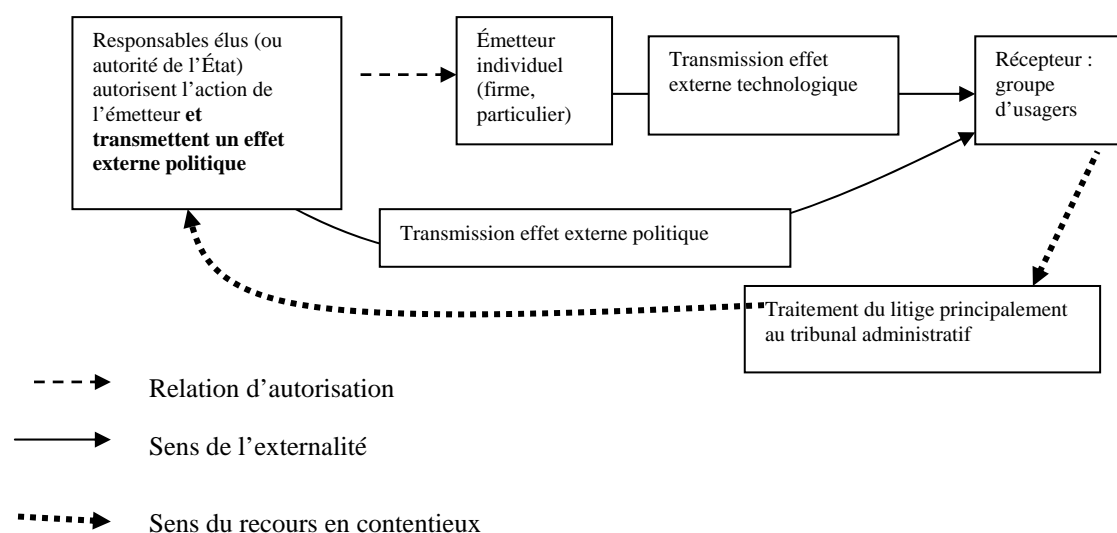 Responsables élus (ou
autorité de l’État)
autorisent l’action de
l’émetteur et
transmettent un effet
externe politique
Émetteur
individuel
(firme,
particulier)
Transmission effet
externe technologique
Récepteur :
groupe
d’usagers
Transmission effet externe politique
Traitement du litige principalement
au tribunal administratif
Relation d’autorisation
Sens de l’externalité
Sens du recours en contentieux